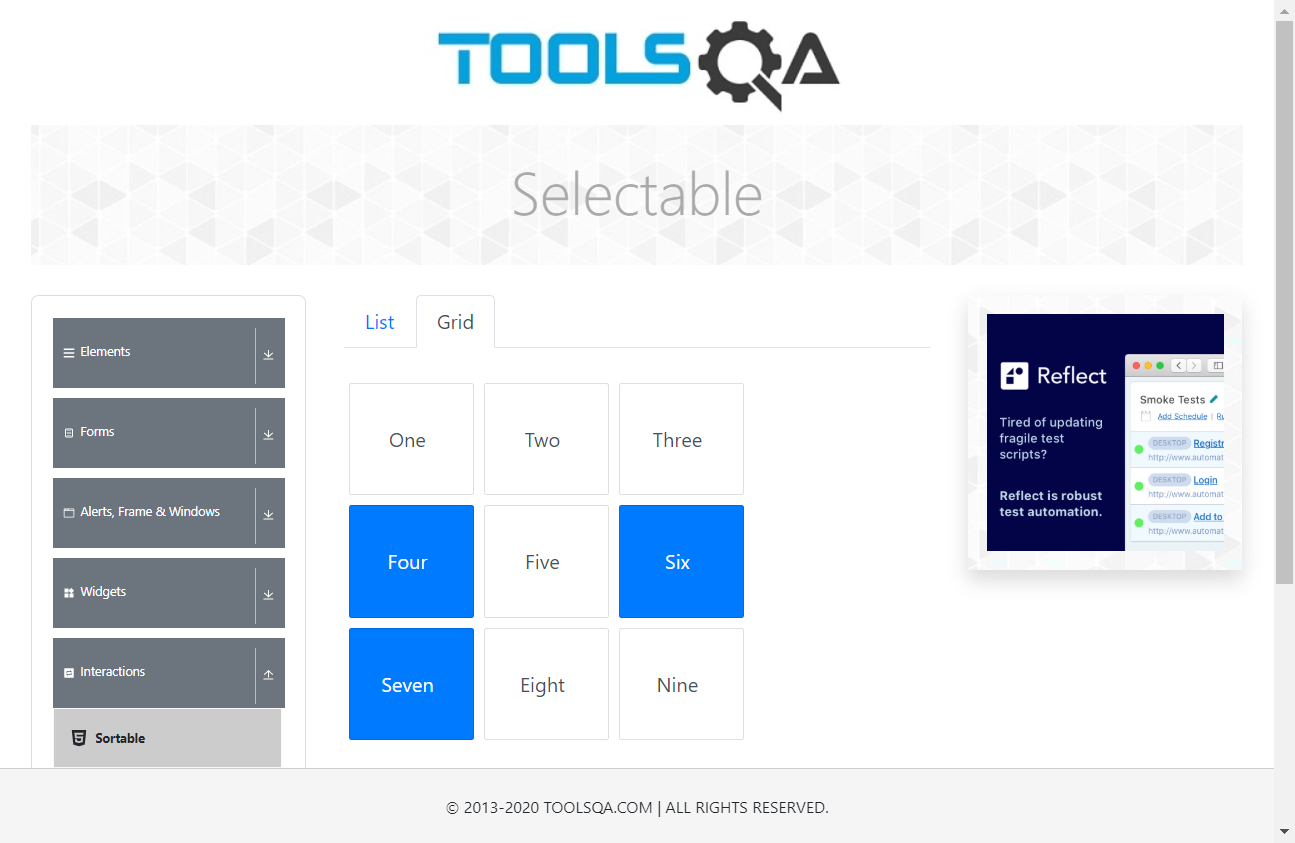 TOOLSQA
Selectable
Elements
Forms
Alerts, Frame & Windows
Widgets
Interactions
Sortable
List
Grid
One
Two
Three
Four
Five
Six
Seven
Eight
Nine
Reflect
Tired of updating
fragile test
scripts?
Reflect is robust
test automation.
Smoke Tests
Add Schedule | Ru
DESKTOP Registr
http://www.automat
DESKTOP Login
http://www.automat
DESKTOP Add to
http://www.automat
© 2013-2020 TOOLSQA.COM | ALL RIGHTS RESERVED.